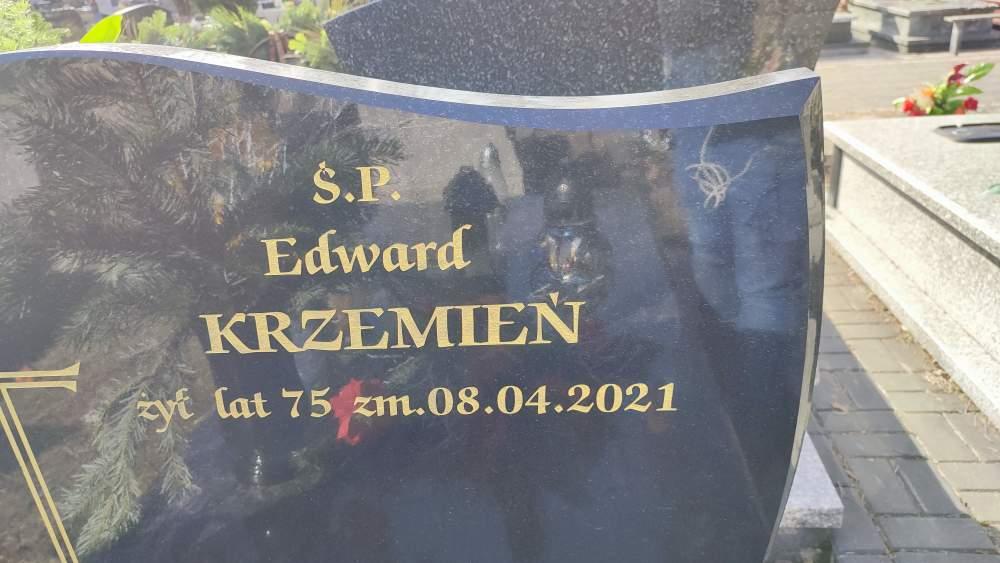 Ś.P.
Edward
KRZEMIEŃ
żył lat 75 zm.08.04.2021